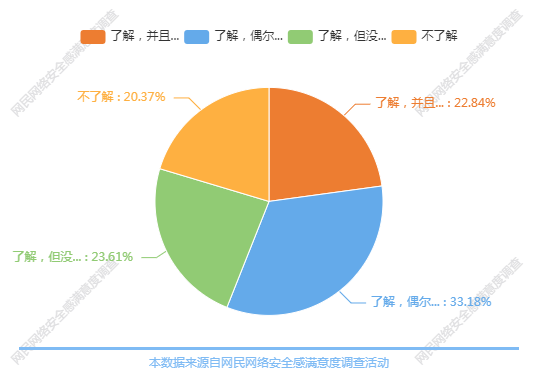 了解，并且... 了解，偶尔... 了解，但没... 不了解
网民网络安全感满意度调查
网民网络安全感满意度调查
不了解 : 20.37%
了解，并且... : 22.84%
了解，但没... : 23.61%
了解，偶尔... : 33.18%
网民网络安全感满意度调查
网民网络安全感满意度调查
本数据来源自网民网络安全感满意度调查活动